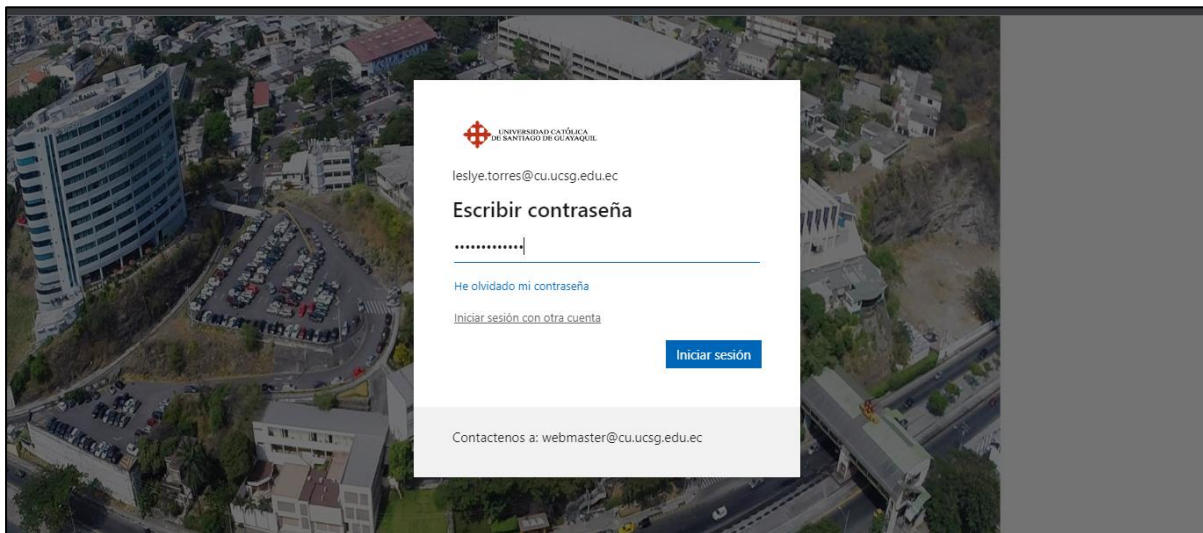 UNIVERSIDAD CATÓLICA
DE SANTIAGO DE GUAYAQUIL
leslye.torres@cu.ucsg.edu.ec
Escribir contraseña
•••••••••••••
He olvidado mi contraseña
Iniciar sesión con otra cuenta
Iniciar sesión
Contactenos a: webmaster@cu.ucsg.edu.ec